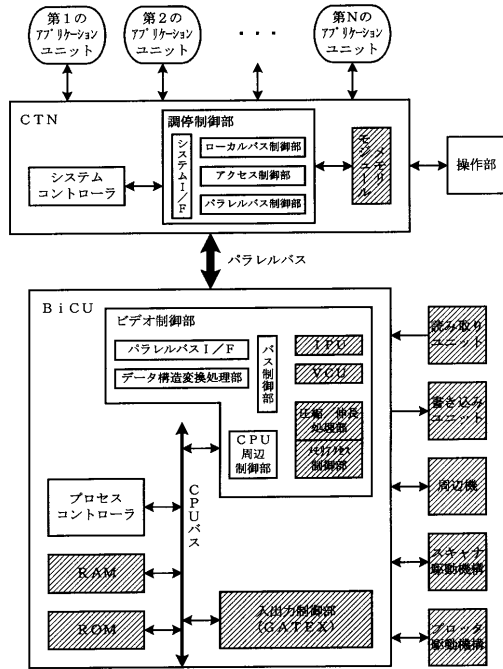 第1の
アプリケーション
ユニット
第2の
アプリケーション
ユニット
・・・
第Nの
アプリケーション
ユニット
CTN
調停制御部
システムI/F
ローカルバス制御部
アクセス制御部
パラレルバス制御部
システム
コントローラ
メモリ
モジュール
操作部
パラレルバス
BiCU
ビデオ制御部
パラレルバスI/F
データ構造変換処理部
バス制御部
IPU
VCU
圧縮/伸長
処理部
メモリアクセス
制御部
CPU
周辺
制御部
CPUバス
プロセス
コントローラ
RAM
ROM
入出力制御部
(GATEX)
読み取り
ユニット
書き込み
ユニット
周辺機
スキャナ
駆動機構
プロッタ
駆動機構